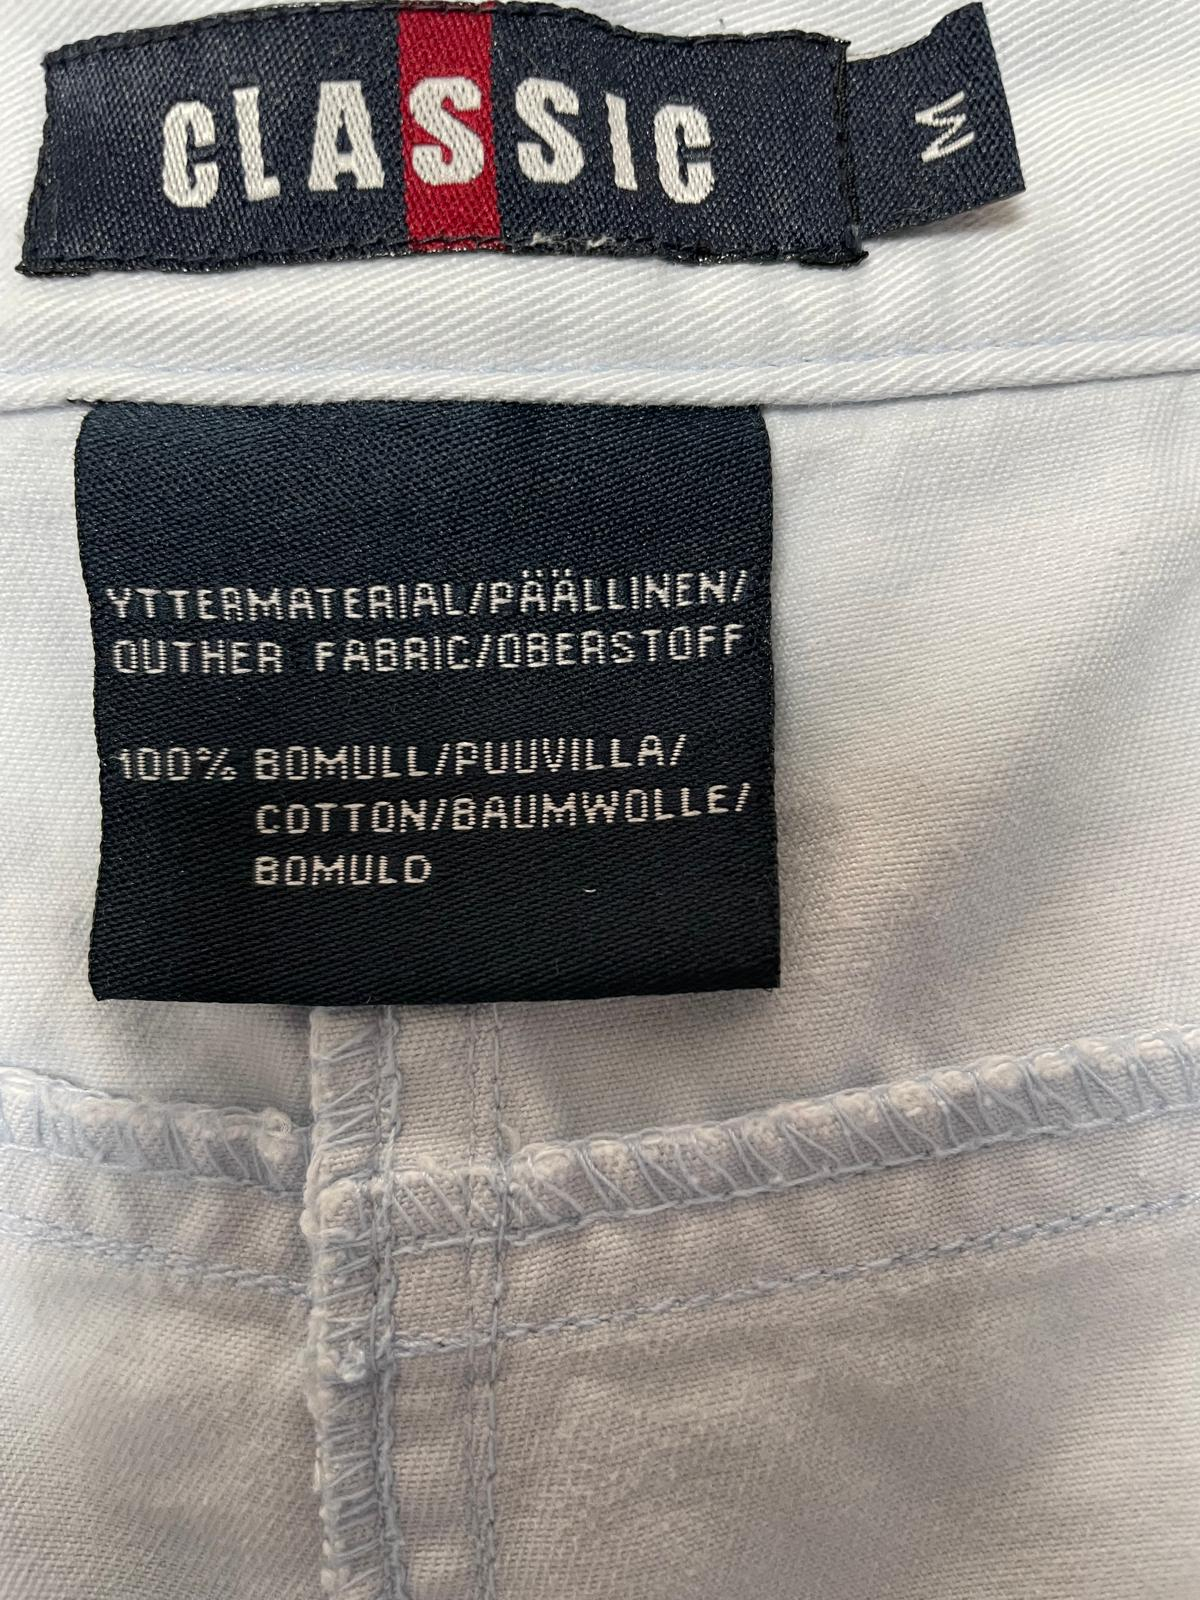 CLASSIC
M
YTTERMATERIAL/PÄÄLLINEN/
OUTHER FABRIC/OBERSTOFF
100% BOMULL/PUUVILLA/
COTTON/BAUMWOLLE/
BOMULD